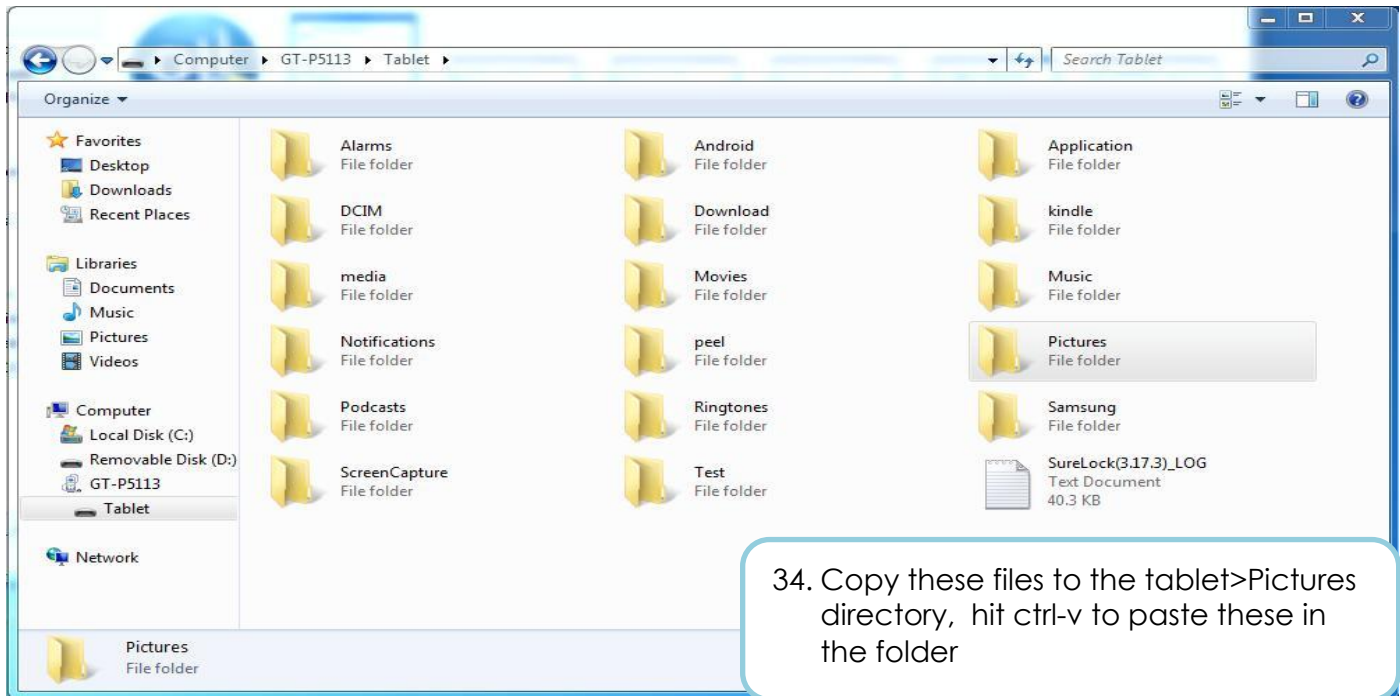 Computer ▸ GT-P5113 ▸ Tablet ▸
Search Tablet
Organize
Favorites
Desktop
Downloads
Recent Places
Libraries
Documents
Music
Pictures
Videos
Computer
Local Disk (C:)
Removable Disk (D:)
GT-P5113
Tablet
Network
Alarms
File folder
Android
File folder
Application
File folder
DCIM
File folder
Download
File folder
kindle
File folder
media
File folder
Movies
File folder
Music
File folder
Notifications
File folder
peel
File folder
Pictures
File folder
Podcasts
File folder
Ringtones
File folder
Samsung
File folder
ScreenCapture
File folder
Test
File folder
SureLock(3.17.3)_LOG
Text Document
40.3 KB
34. Copy these files to the tablet>Pictures
directory, hit ctrl-v to paste these in
the folder
Pictures
File folder